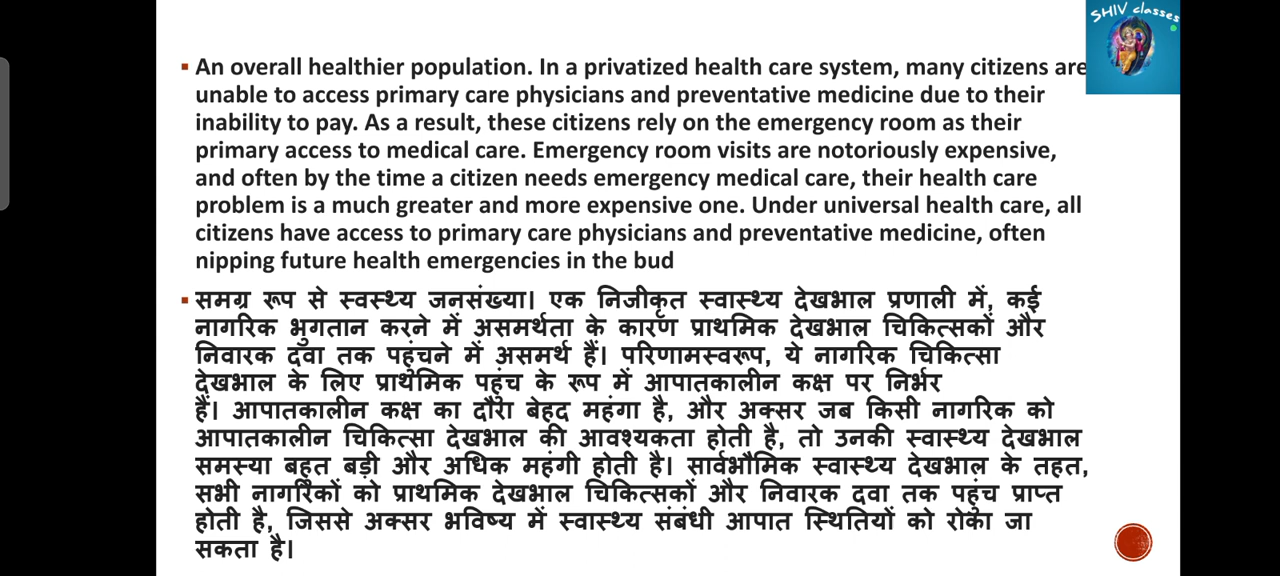 SHIV classes
An overall healthier population. In a privatized health care system, many citizens are
unable to access primary care physicians and preventative medicine due to their
inability to pay. As a result, these citizens rely on the emergency room as their
primary access to medical care. Emergency room visits are notoriously expensive,
and often by the time a citizen needs emergency medical care, their health care
problem is a much greater and more expensive one. Under universal health care, all
citizens have access to primary care physicians and preventative medicine, often
nipping future health emergencies in the bud
समग्र रूप से स्वस्थ्य जनसंख्या। एक निजीकृत स्वास्थ्य देखभाल प्रणाली में, कई
नागरिक भुगतान करने में असमर्थता के कारण प्राथमिक देखभाल चिकित्सकों और
निवारक दवा तक पहुंचने में असमर्थ हैं। परिणामस्वरूप, ये नागरिक चिकित्सा
देखभाल के लिए प्राथमिक पहुंच के रूप में आपातकालीन कक्ष पर निर्भर
हैं। आपातकालीन कक्ष का दौरा बेहद महंगा है, और अक्सर जब किसी नागरिक को
आपातकालीन चिकित्सा देखभाल की आवश्यकता होती है, तो उनकी स्वास्थ्य देखभाल
समस्या बहुत बड़ी और अधिक महंगी होती है। सार्वभौमिक स्वास्थ्य देखभाल के तहत,
सभी नागरिकों को प्राथमिक देखभाल चिकित्सकों और निवारक दवा तक पहुंच प्राप्त
होती है, जिससे अक्सर भविष्य में स्वास्थ्य संबंधी आपात स्थितियों को रोका जा
सकता है।